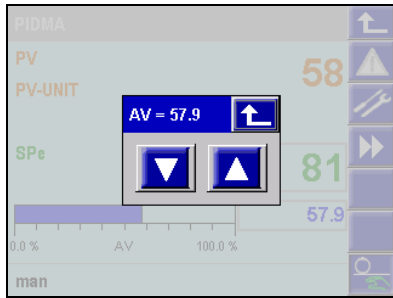 PIDMA
PV
58
PV-UNIT
AV = 57.9
SPe
81
57.9
0.0 % AV 100.0 %
man